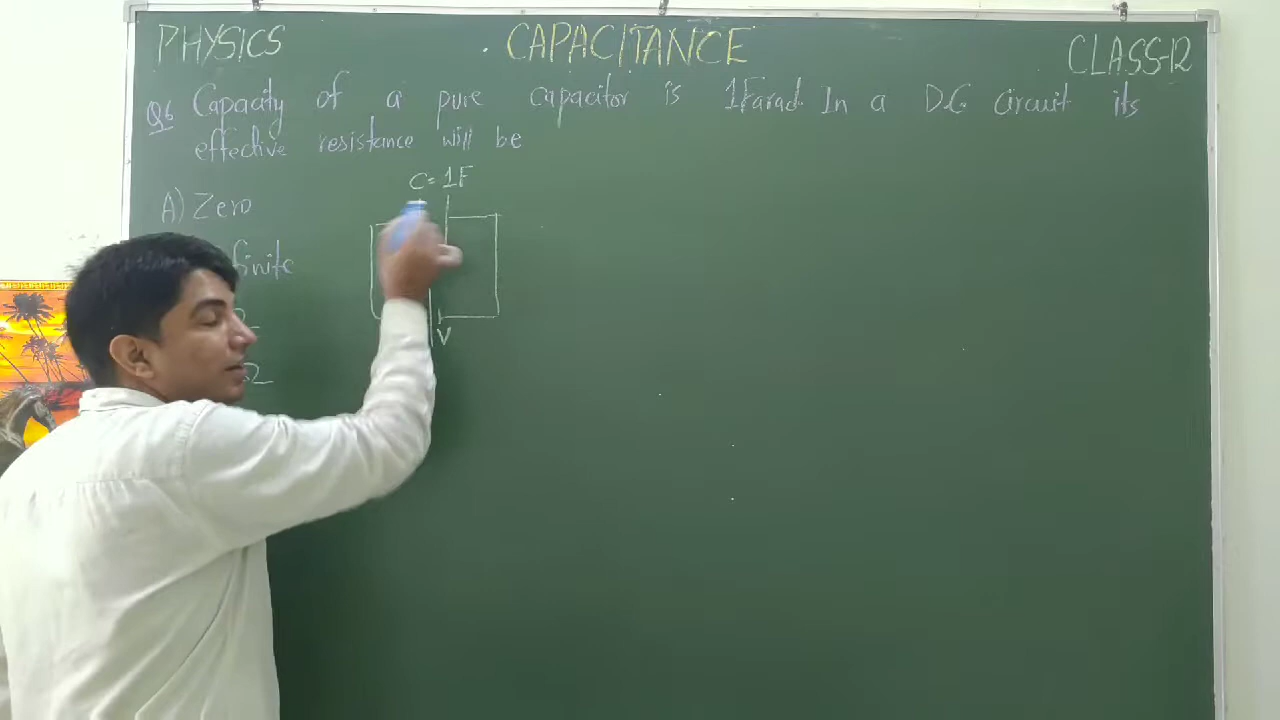 PHYSICS
CAPACITANCE
CLASS-12
Q6 Capacity of a pure capacitor is 1Farad. In a D.C. circuit its
effective resistance will be
C = 1F
A) Zero
finite
V